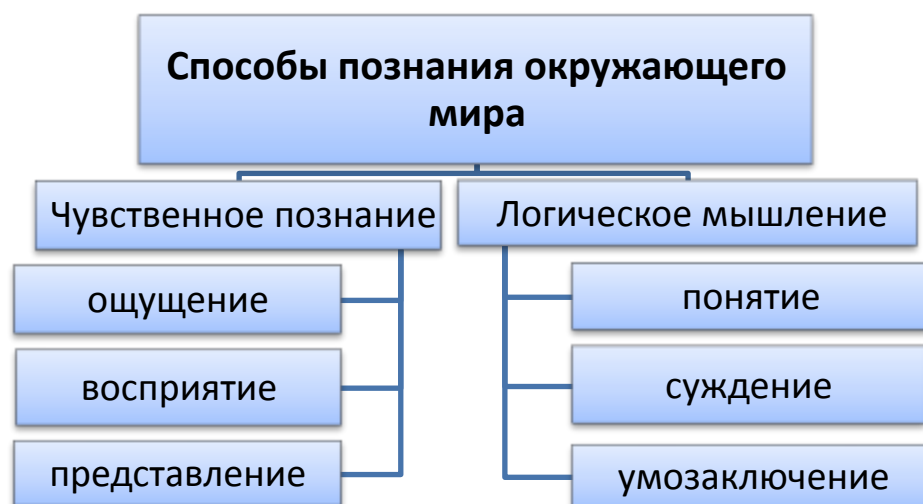 Способы познания окружающего
мира
Чувственное познание
Логическое мышление
ощущение
понятие
восприятие
суждение
представление
умозаключение